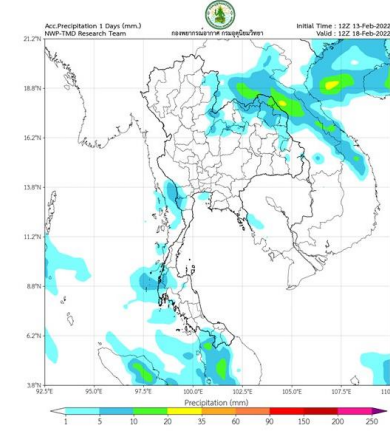 Acc.Precipitation 1 Days (mm.)
NWP-TMD Research Team
กองพยากรณ์อากาศ กรมอุตุนิยมวิทยา
Initial Time : 12Z 13-Feb-2022
Valid : 12Z 18-Feb-2022
21.2°N
18.8°N
16.2°N
13.8°N
11.2°N
8.8°N
6.2°N
3.8°N
92.5°E 95.0°E 97.5°E 100.0°E 102.5°E 105.0°E 107.5°E 110
Precipitation (mm)
1 5 10 20 35 60 90 150 200 250